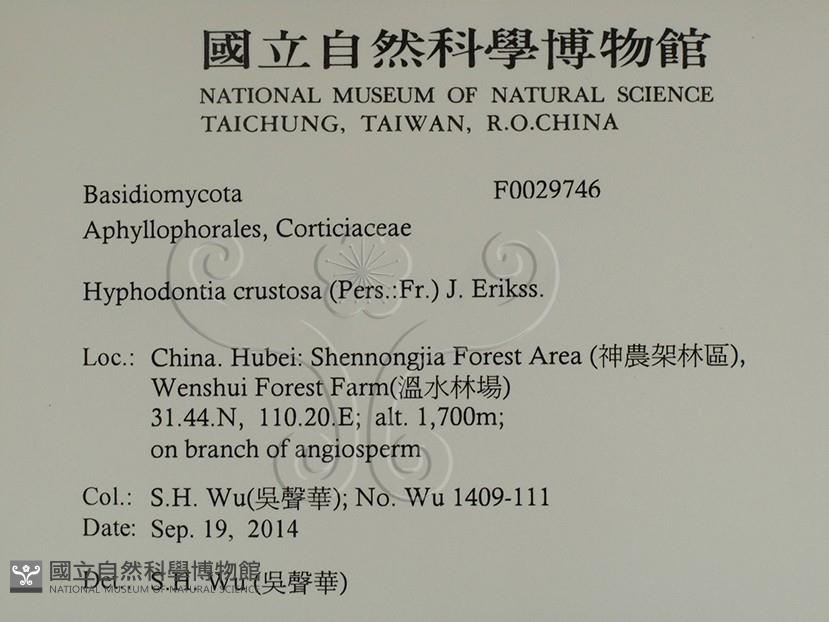 國立自然科學博物館
NATIONAL MUSEUM OF NATURAL SCIENCE
TAICHUNG, TAIWAN, R.O.CHINA
Basidiomycota F0029746
Aphyllophorales, Corticiaceae
Hyphodontia crustosa (Pers.:Fr.) J. Erikss.
Loc.: China. Hubei: Shennongjia Forest Area (神農架林區),
Wenshui Forest Farm(溫水林場)
31.44.N, 110.20.E; alt. 1,700m;
on branch of angiosperm
Col.: S.H. Wu(吳聲華); No. Wu 1409-111
Date: Sep. 19, 2014
Det.: S.H. Wu (吳聲華)
國立自然科學博物館
NATIONAL MUSEUM OF NATURAL SCIENCE